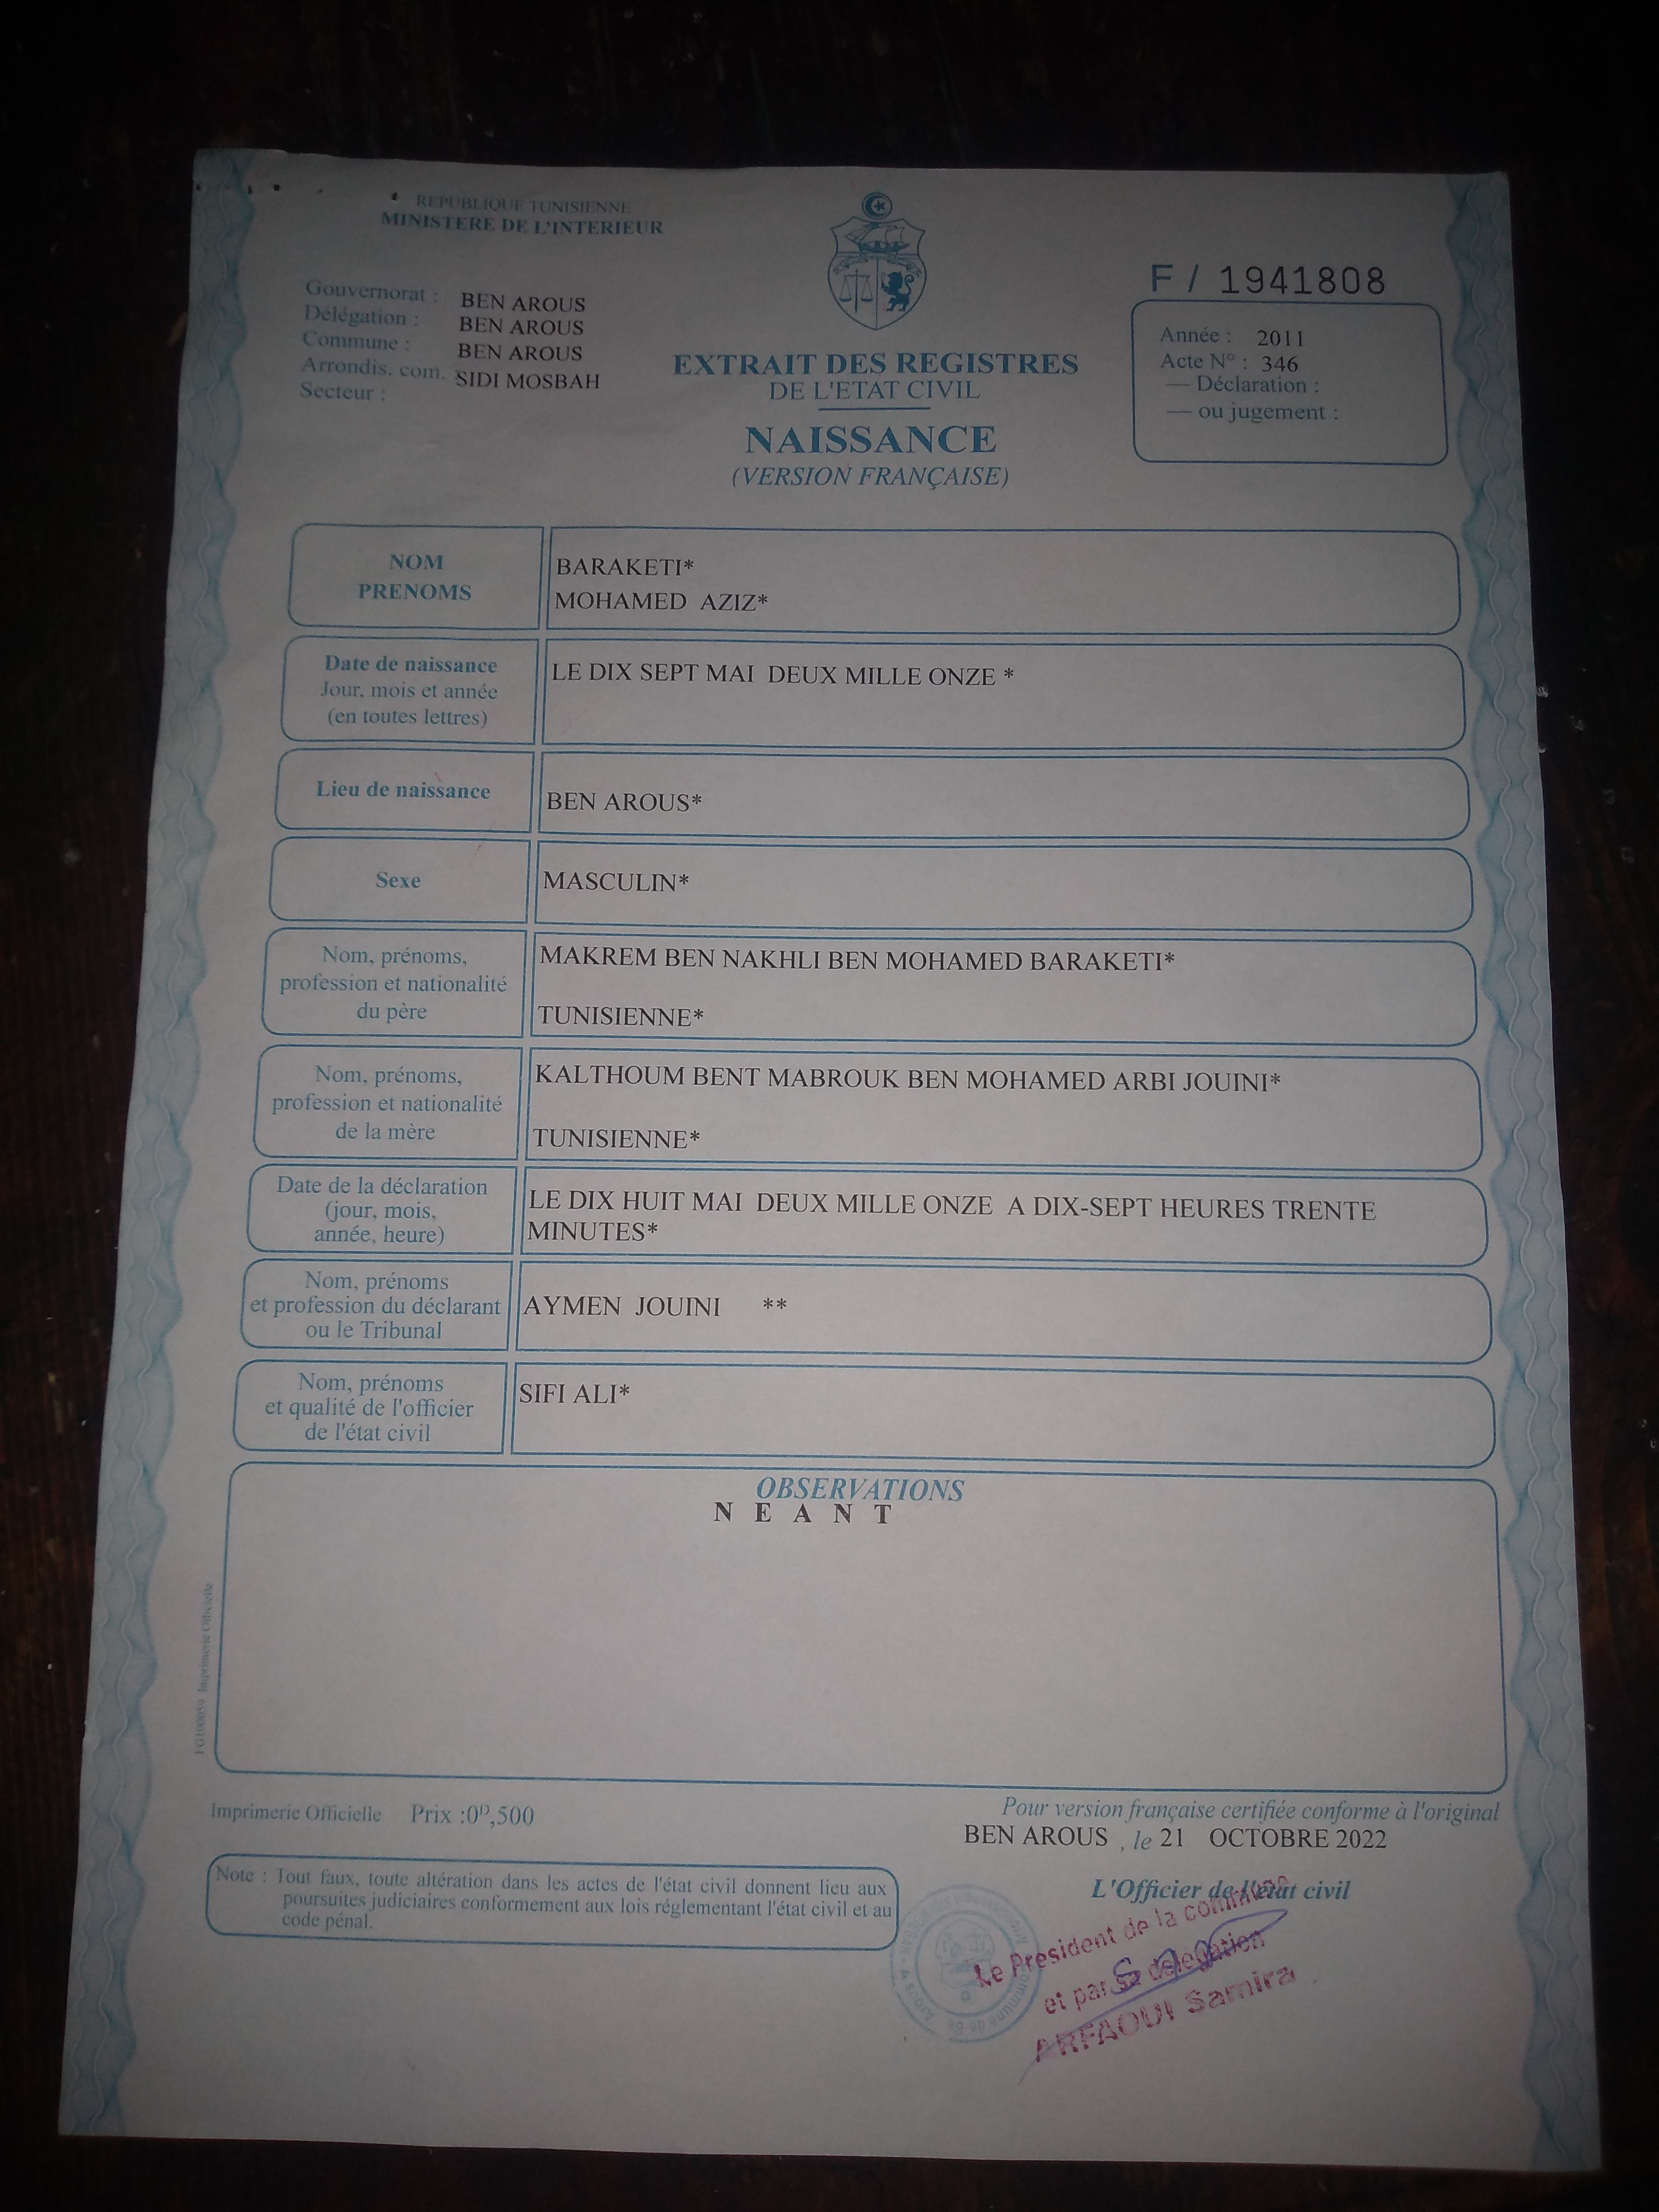 REPUBLIQUE TUNISIENNE
MINISTERE DE L'INTERIEUR
Gouvernorat : BEN AROUS
Délégation : BEN AROUS
Commune : BEN AROUS
Arrondis. com. SIDI MOSBAH
Secteur :
F / 1941808
Année : 2011
Acte N° : 346
— Déclaration :
— ou jugement :
EXTRAIT DES REGISTRES
DE L'ETAT CIVIL
NAISSANCE
(VERSION FRANÇAISE)
NOM BARAKETI*
PRENOMS MOHAMED AZIZ*
Date de naissance
Jour, mois et année
(en toutes lettres)
LE DIX SEPT MAI DEUX MILLE ONZE *
Lieu de naissance
BEN AROUS*
Sexe
MASCULIN*
Nom, prénoms,
profession et nationalité
du père
MAKREM BEN NAKHLI BEN MOHAMED BARAKETI*
TUNISIENNE*
Nom, prénoms,
profession et nationalité
de la mère
KALTHOUM BENT MABROUK BEN MOHAMED ARBI JOUINI*
TUNISIENNE*
Date de la déclaration
(jour, mois,
année, heure)
LE DIX HUIT MAI DEUX MILLE ONZE A DIX-SEPT HEURES TRENTE
MINUTES*
Nom, prénoms
et profession du déclarant
ou le Tribunal
AYMEN JOUINI **
Nom, prénoms
et qualité de l'officier
de l'état civil
SIFI ALI*
OBSERVATIONS
N E A N T
FG100059 Imprimerie Officielle
Imprimerie Officielle Prix :0ᴰ,500
Pour version française certifiée conforme à l'original
BEN AROUS , le 21 OCTOBRE 2022
Note : Tout faux, toute altération dans les actes de l'état civil donnent lieu aux
poursuites judiciaires conformement aux lois réglementant l'état civil et au
code pénal.
L'Officier de l'état civil
Le President de la commune
et par sa delegation
ARFAOUI Samira